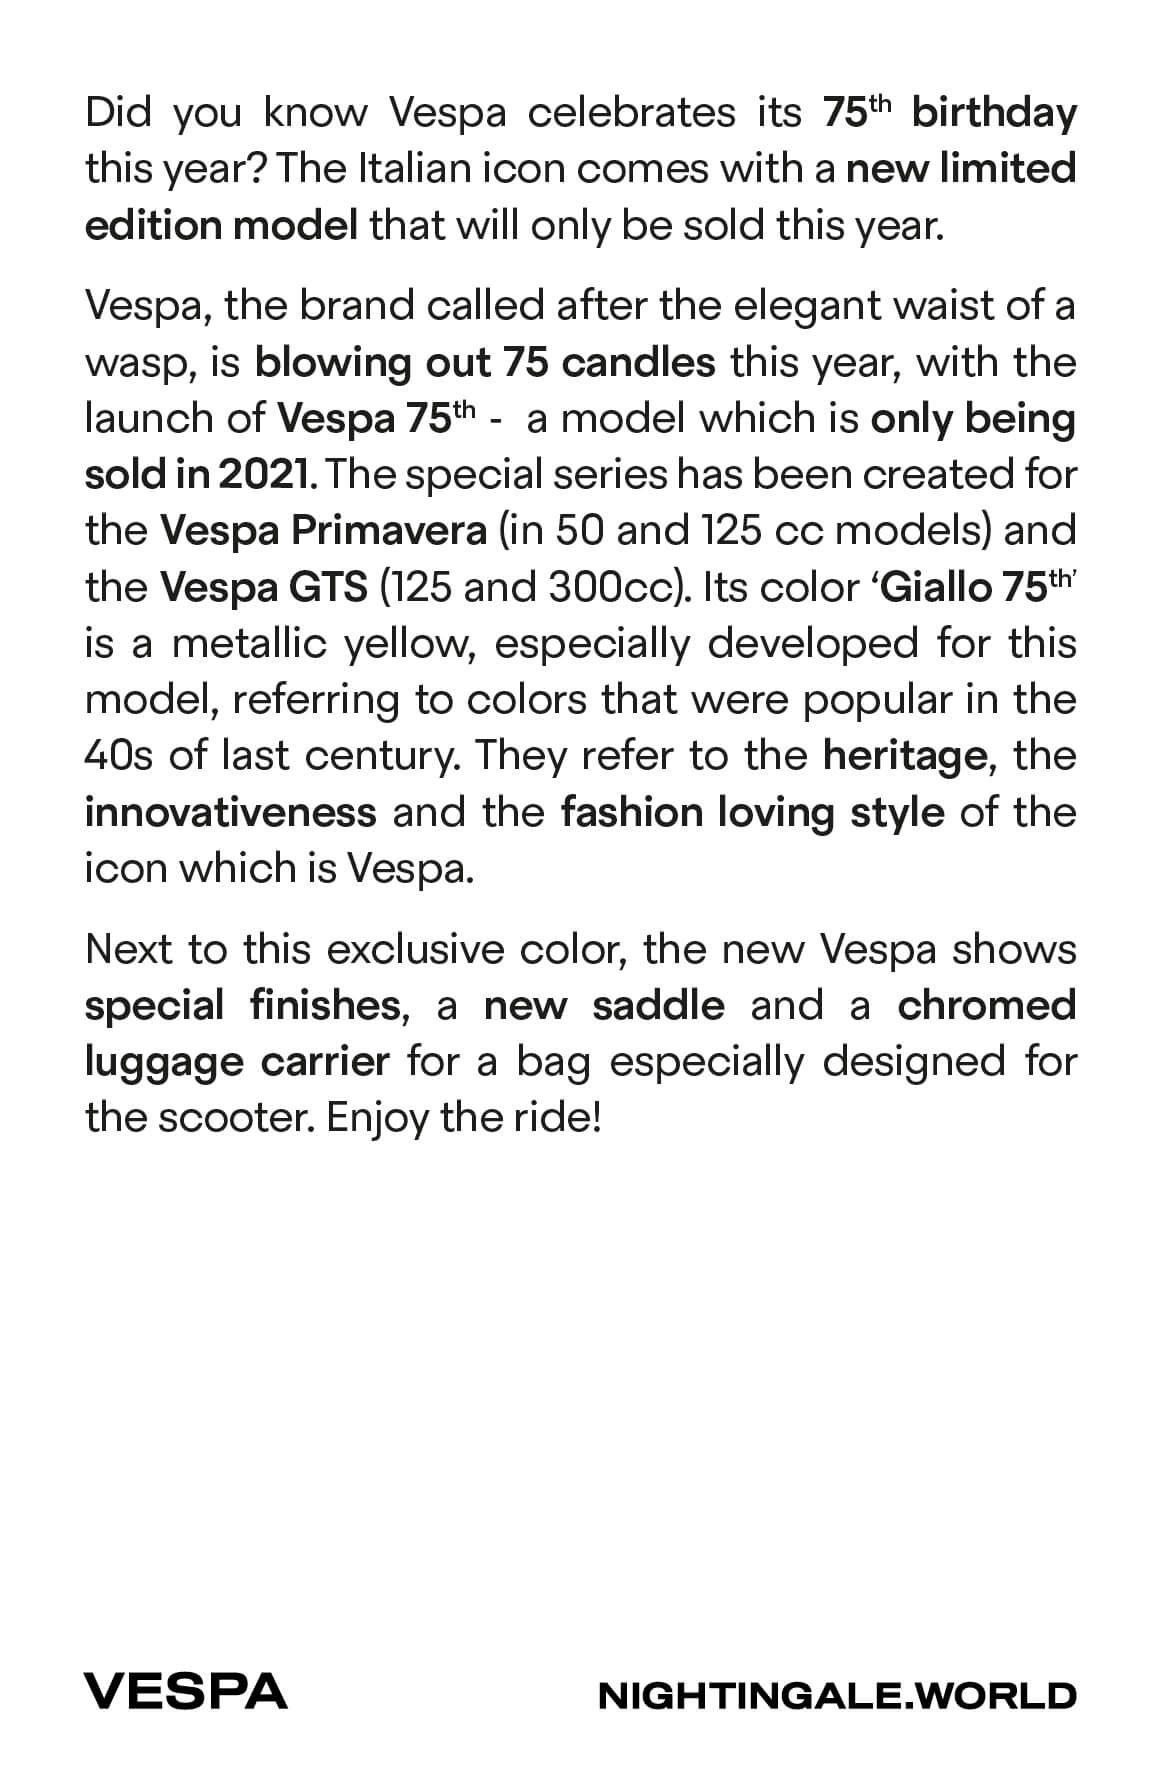 Did you know Vespa celebrates its 75th birthday
this year? The Italian icon comes with a new limited
edition model that will only be sold this year.
Vespa, the brand called after the elegant waist of a
wasp, is blowing out 75 candles this year, with the
launch of Vespa 75th - a model which is only being
sold in 2021. The special series has been created for
the Vespa Primavera (in 50 and 125 cc models) and
the Vespa GTS (125 and 300cc). Its color ‘Giallo 75th’
is a metallic yellow, especially developed for this
model, referring to colors that were popular in the
40s of last century. They refer to the heritage, the
innovativeness and the fashion loving style of the
icon which is Vespa.
Next to this exclusive color, the new Vespa shows
special finishes, a new saddle and a chromed
luggage carrier for a bag especially designed for
the scooter. Enjoy the ride!
VESPA
NIGHTINGALE.WORLD